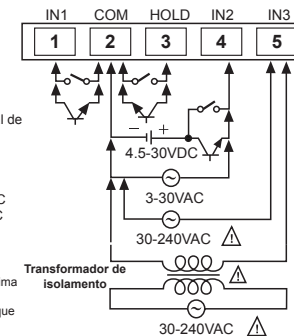 IN1 COM HOLD IN2 IN3
1 2 3 4 5
l de
− +
4.5-30VDC
3-30VAC
C
C
30-240VAC
Transformador de
isolamento
ima
que
30-240VAC